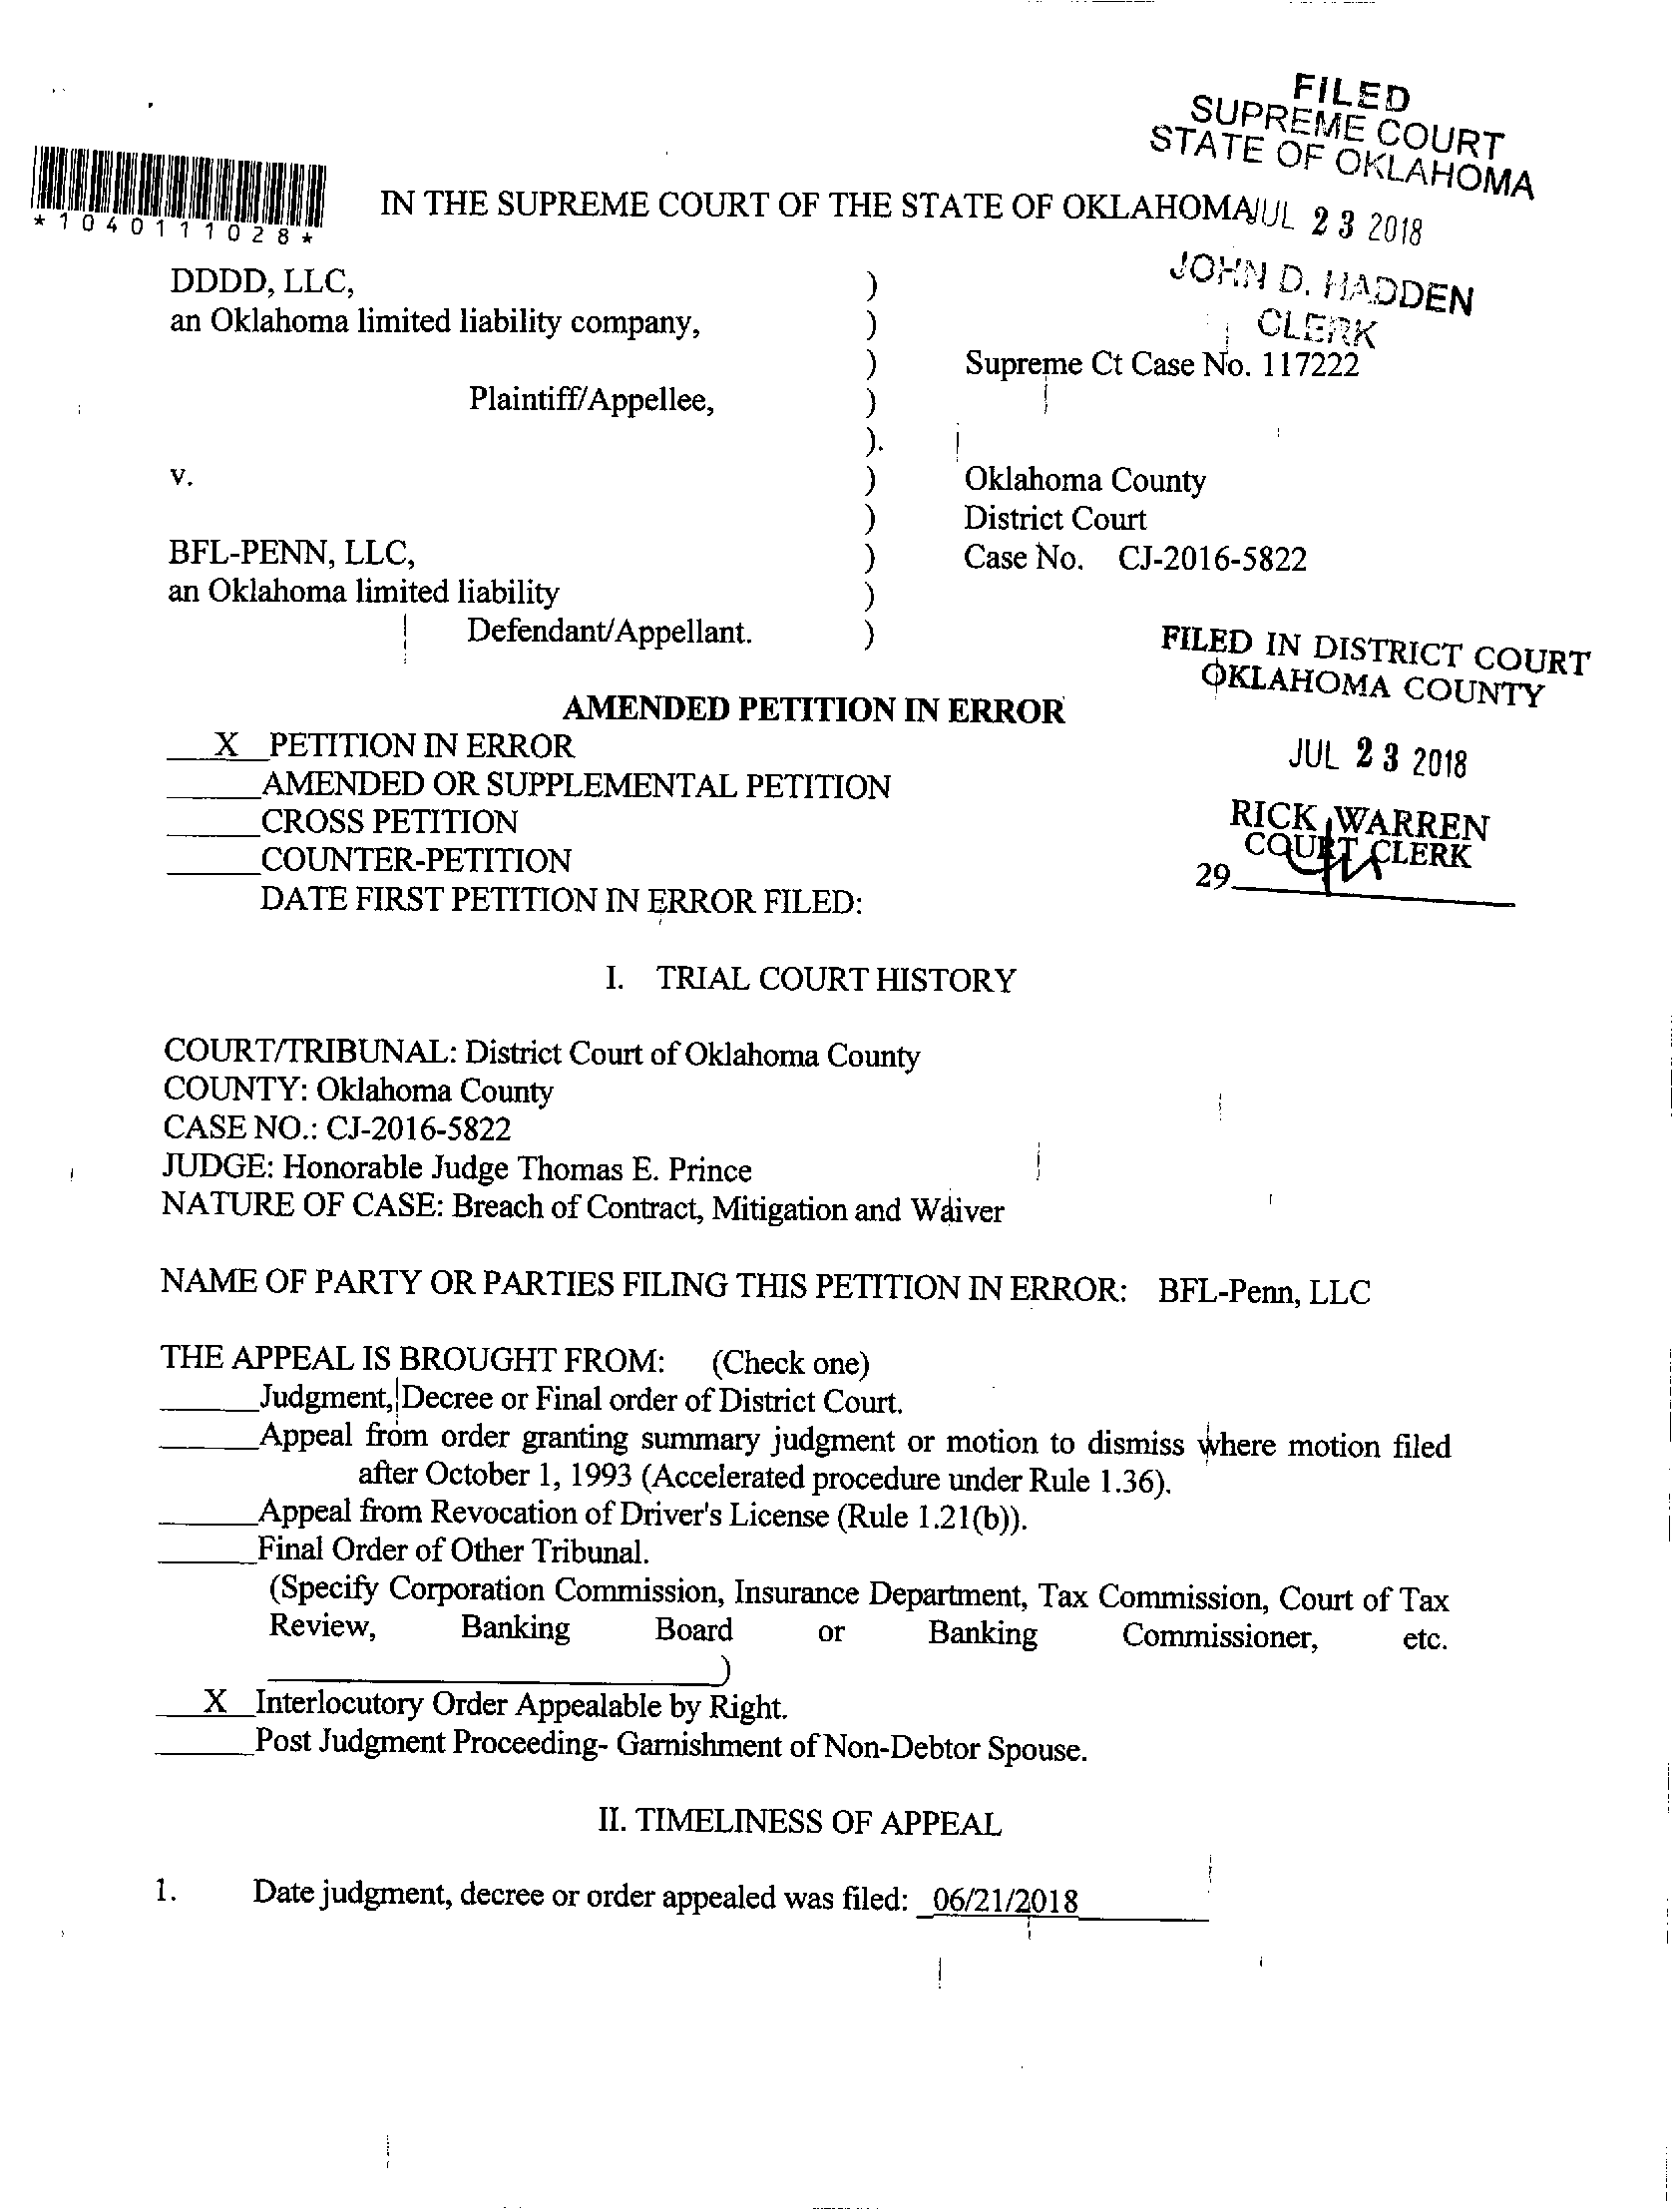 FILED
SUPREME COURT
STATE OF OKLAHOMA
*1040111028*
IN THE SUPREME COURT OF THE STATE OF OKLAHOMA
JUL 23 2018
JOHN D. HADDEN
CLERK
DDDD, LLC, )
an Oklahoma limited liability company, )
) Supreme Ct Case No. 117222
Plaintiff/Appellee, )
).
v. ) Oklahoma County
) District Court
BFL-PENN, LLC, ) Case No. CJ-2016-5822
an Oklahoma limited liability )
Defendant/Appellant. )
FILED IN DISTRICT COURT
OKLAHOMA COUNTY
JUL 23 2018
RICK WARREN
COURT CLERK
29
AMENDED PETITION IN ERROR
X PETITION IN ERROR
AMENDED OR SUPPLEMENTAL PETITION
CROSS PETITION
COUNTER-PETITION
DATE FIRST PETITION IN ERROR FILED:
I. TRIAL COURT HISTORY
COURT/TRIBUNAL: District Court of Oklahoma County
COUNTY: Oklahoma County
CASE NO.: CJ-2016-5822
JUDGE: Honorable Judge Thomas E. Prince
NATURE OF CASE: Breach of Contract, Mitigation and Waiver
NAME OF PARTY OR PARTIES FILING THIS PETITION IN ERROR: BFL-Penn, LLC
THE APPEAL IS BROUGHT FROM: (Check one)
Judgment, Decree or Final order of District Court.
Appeal from order granting summary judgment or motion to dismiss where motion filed
after October 1, 1993 (Accelerated procedure under Rule 1.36).
Appeal from Revocation of Driver's License (Rule 1.21(b)).
Final Order of Other Tribunal.
(Specify Corporation Commission, Insurance Department, Tax Commission, Court of Tax
Review, Banking Board or Banking Commissioner, etc.
)
X Interlocutory Order Appealable by Right.
Post Judgment Proceeding- Garnishment of Non-Debtor Spouse.
II. TIMELINESS OF APPEAL
1. Date judgment, decree or order appealed was filed: 06/21/2018